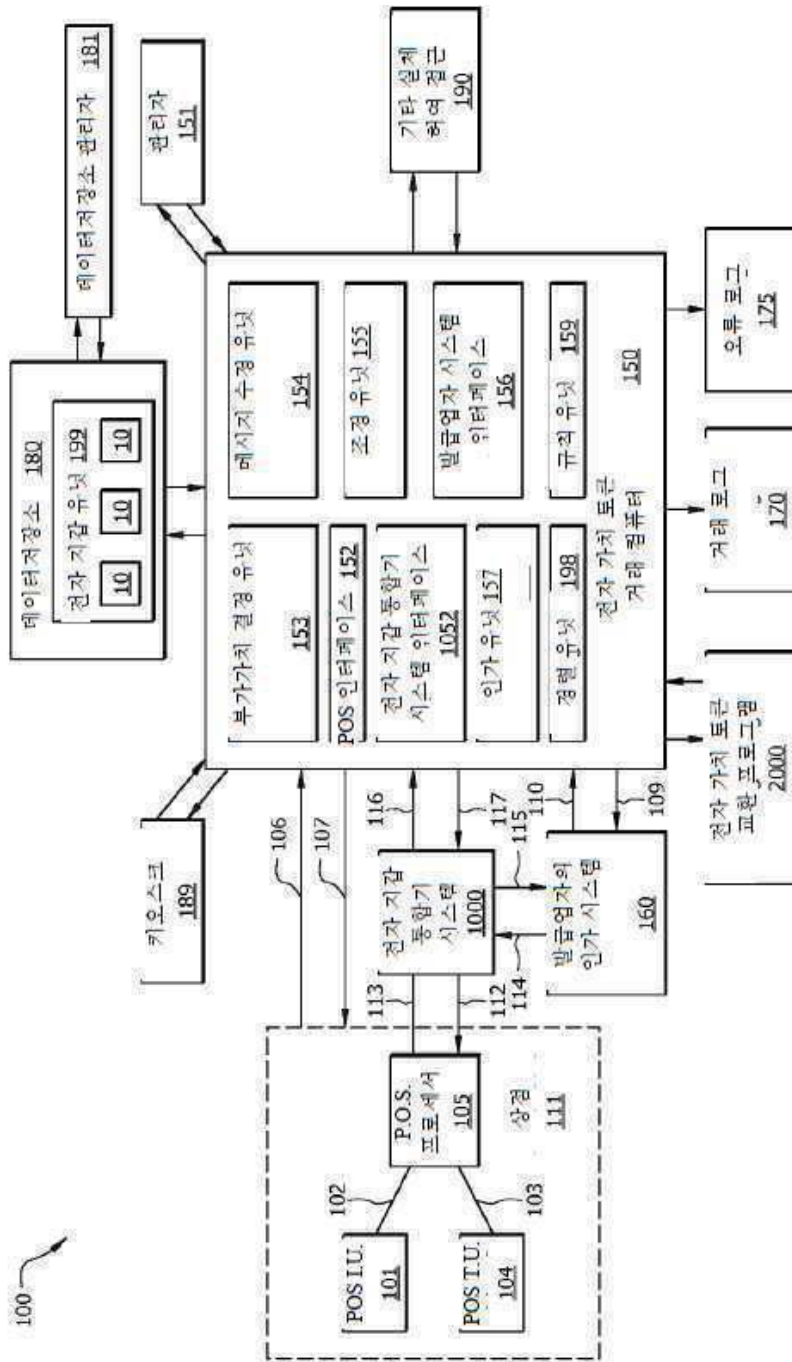 100
데이터저장소 180
전자 지갑 유닛 199
10
10
10
데이터저장소 관리자 181
키오스크
189
관리자
151
부가가치 결정 유닛
153
메시지 수정 유닛
154
POS 인터페이스 152
조정 유닛 155
전자 지갑 통합기
시스템 인터페이스
1052
발급업자 시스템
인터페이스
156
인가 유닛 157
정렬 유닛 198
규칙 유닛 159
전자 가치 토큰
거래 컴퓨터
150
기타 실체
허여 접근
190
106
107
116
117
110
109
115
114
113
112
전자 지갑
통합기
시스템
1000
발급업자의
인가 시스템
160
POS I.U.
101
POS T.U.
104
102
103
P.O.S.
프로세서
105
상점
111
전자 가치 토큰
교환 프로그램
2000
거래 로그
170
오류 로그
175